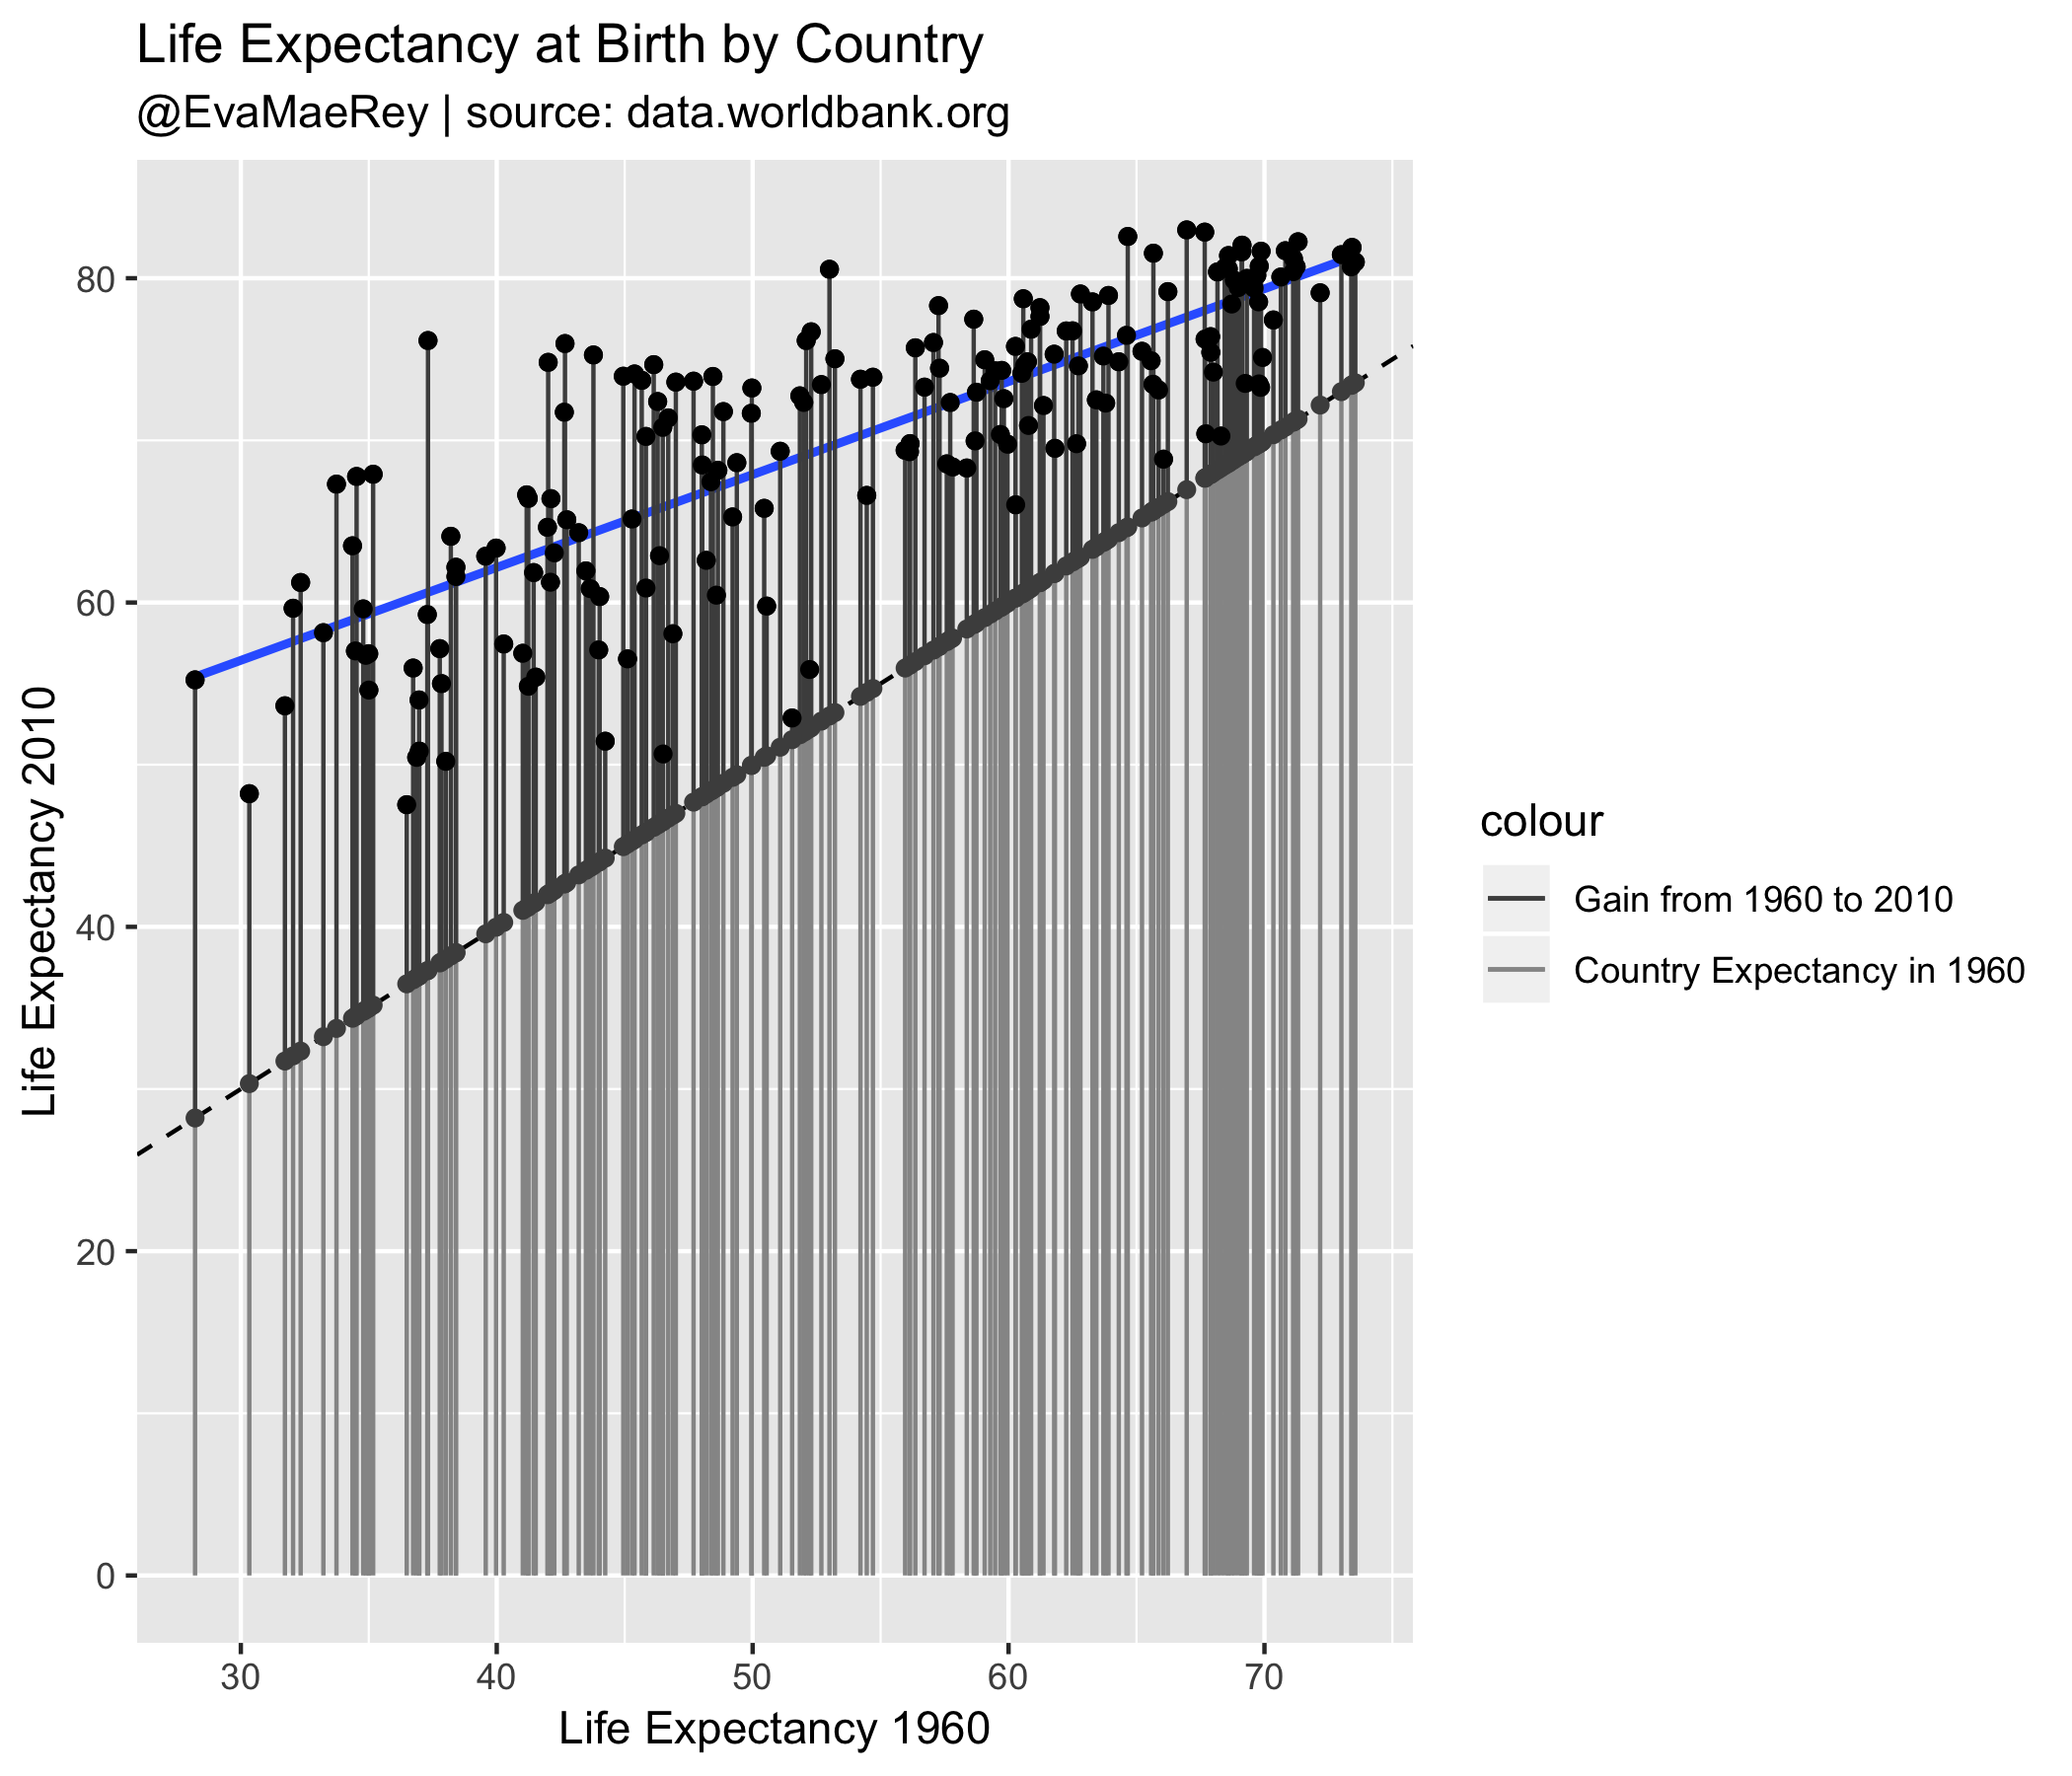 Life Expectancy at Birth by Country
@EvaMaeRey | source: data.worldbank.org
80
60
40
20
0
Life Expectancy 2010
30 40 50 60 70
Life Expectancy 1960
colour
Gain from 1960 to 2010
Country Expectancy in 1960